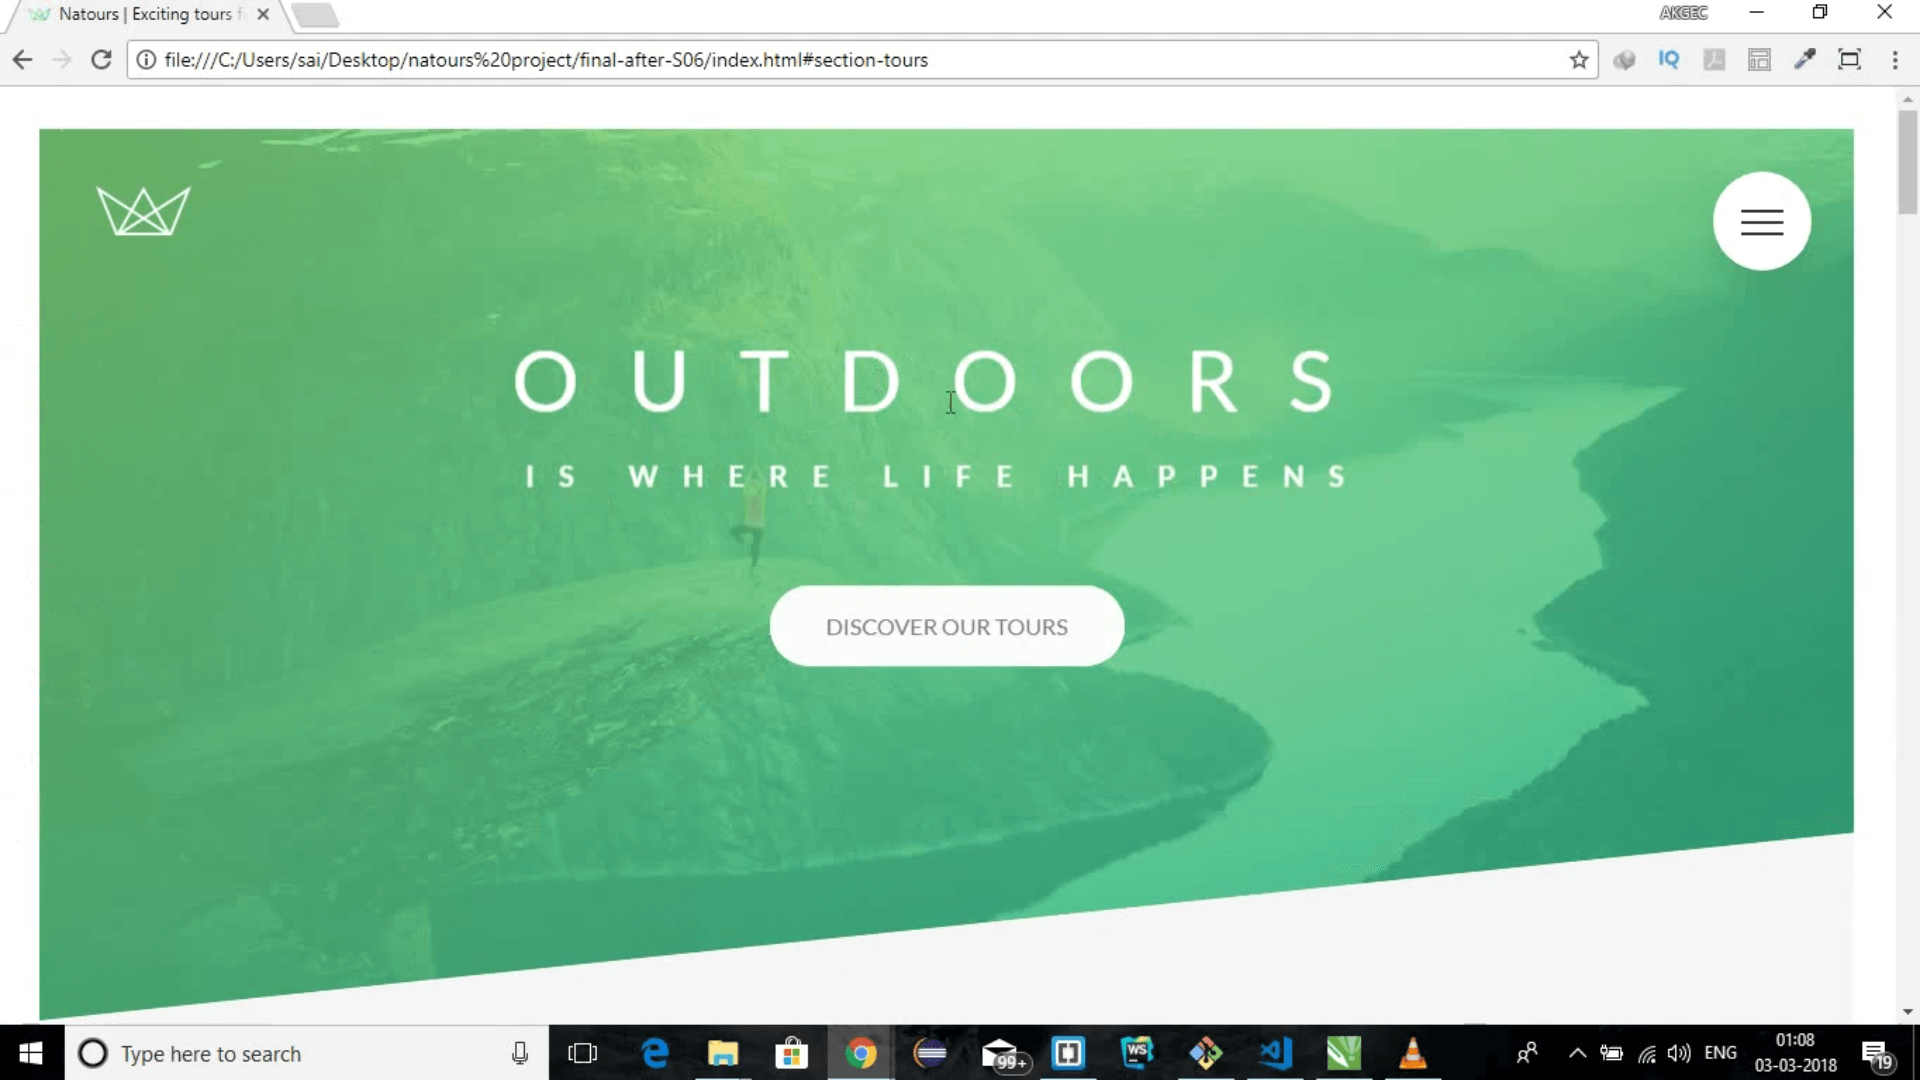 Natours | Exciting tours f
AKGEC
file:///C:/Users/sai/Desktop/natours%20project/final-after-S06/index.html#section-tours
IQ
OUTDOORS
IS WHERE LIFE HAPPENS
DISCOVER OUR TOURS
Type here to search
99+
WS
ENG
01:08
03-03-2018
19